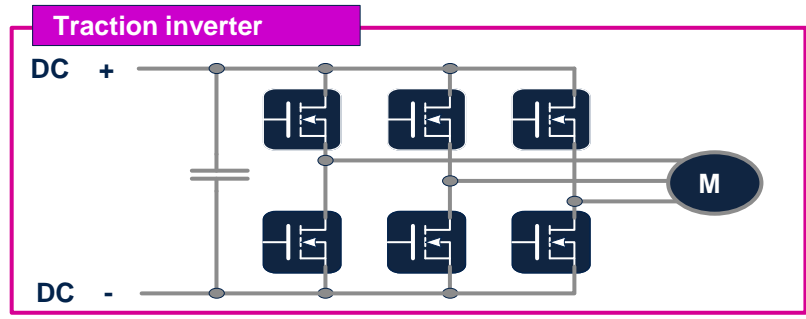 Traction inverter
DC +
M
DC -